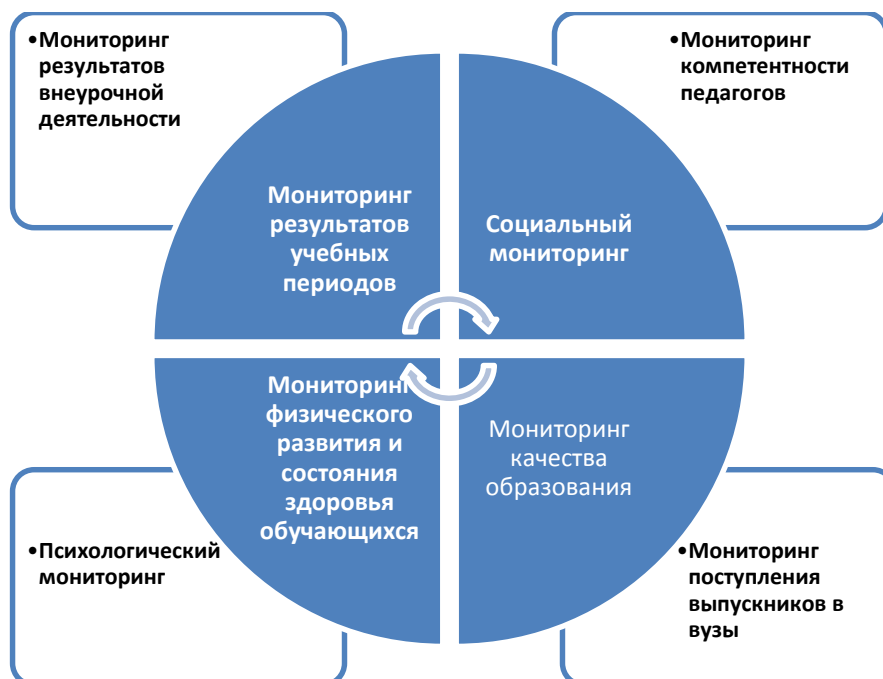 •Мониторинг
результатов
внеурочной
деятельности
•Мониторинг
компетентности
педагогов
Мониторинг
результатов
учебных
периодов
Социальный
мониторинг
Мониторинг
физического
развития и
состояния
здоровья
обучающихся
Мониторинг
качества
образования
•Психологический
мониторинг
•Мониторинг
поступления
выпускников в
вузы